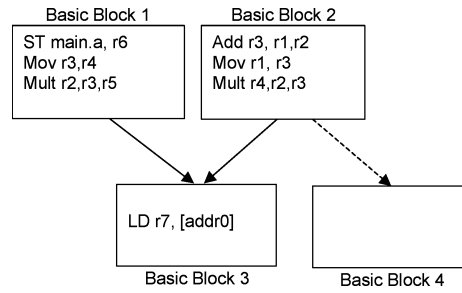 Basic Block 1
ST main.a, r6
Mov r3,r4
Mult r2,r3,r5
Basic Block 2
Add r3, r1,r2
Mov r1, r3
Mult r4,r2,r3
LD r7, [addr0]
Basic Block 3
Basic Block 4